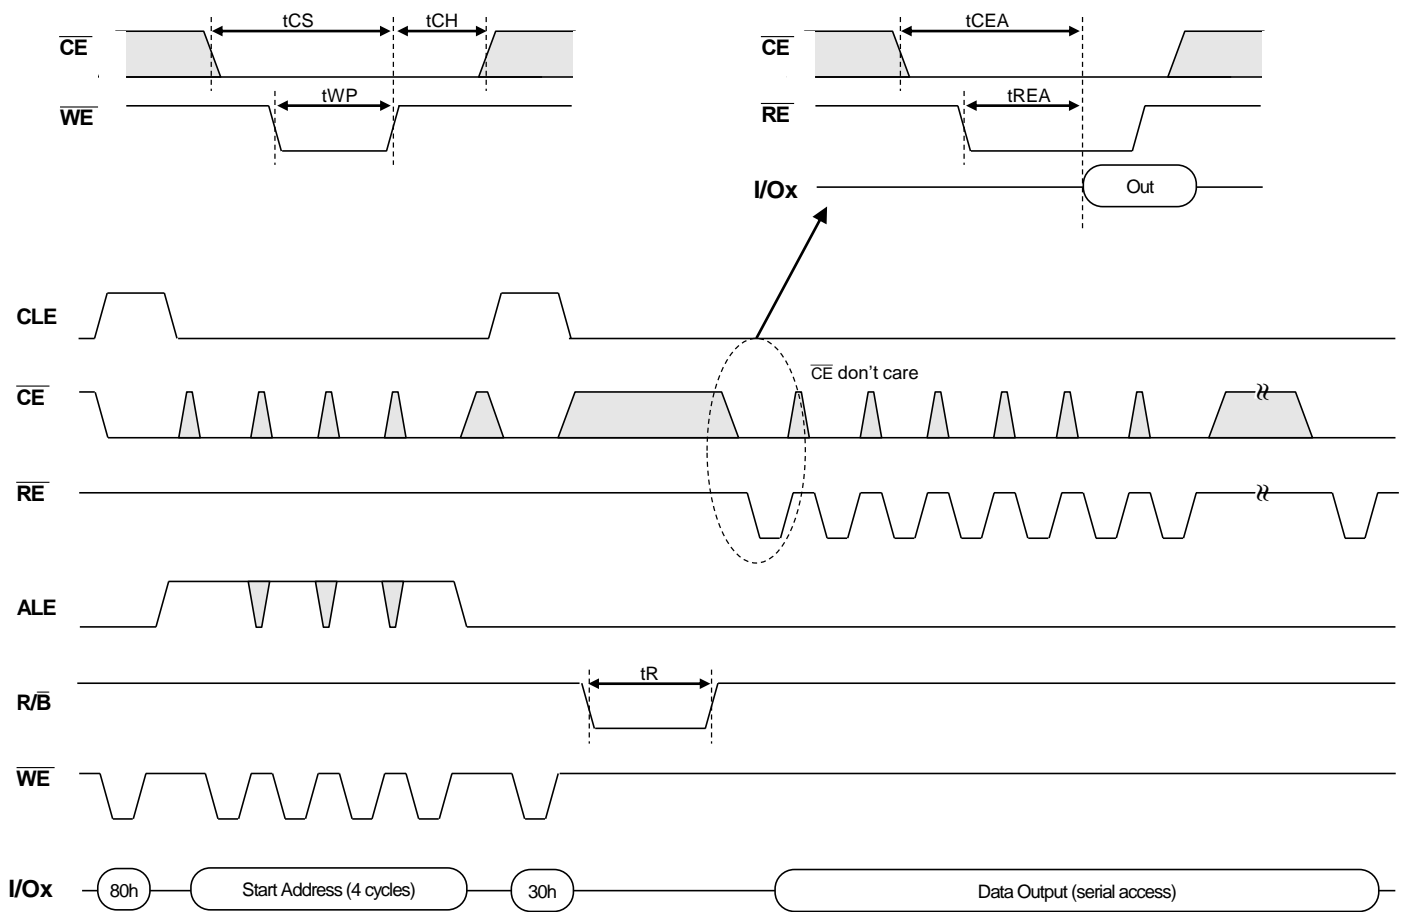 tCS tCH
CE
tWP
WE
tCEA
CE
tREA
RE
I/Ox Out
CLE
CE CE don't care
RE
ALE
R/B tR
WE
I/Ox 80h Start Address (4 cycles) 30h Data Output (serial access)